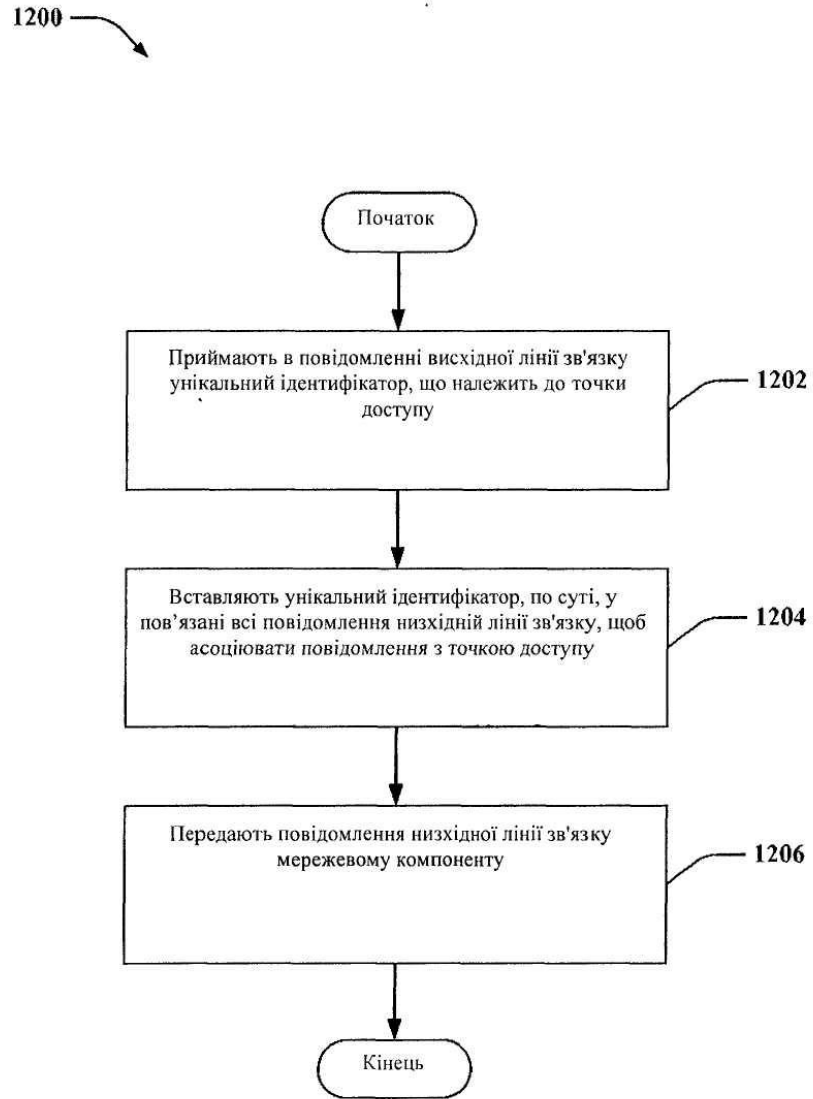 1200
Початок
Приймають в повідомленні висхідної лінії зв'язку
унікальний ідентифікатор, що належить до точки
доступу
1202
Вставляють унікальний ідентифікатор, по суті, у
пов’язані всі повідомлення низхідній лінії зв'язку, щоб
асоціювати повідомлення з точкою доступу
1204
Передають повідомлення низхідної лінії зв'язку
мережевому компоненту
1206
Кінець